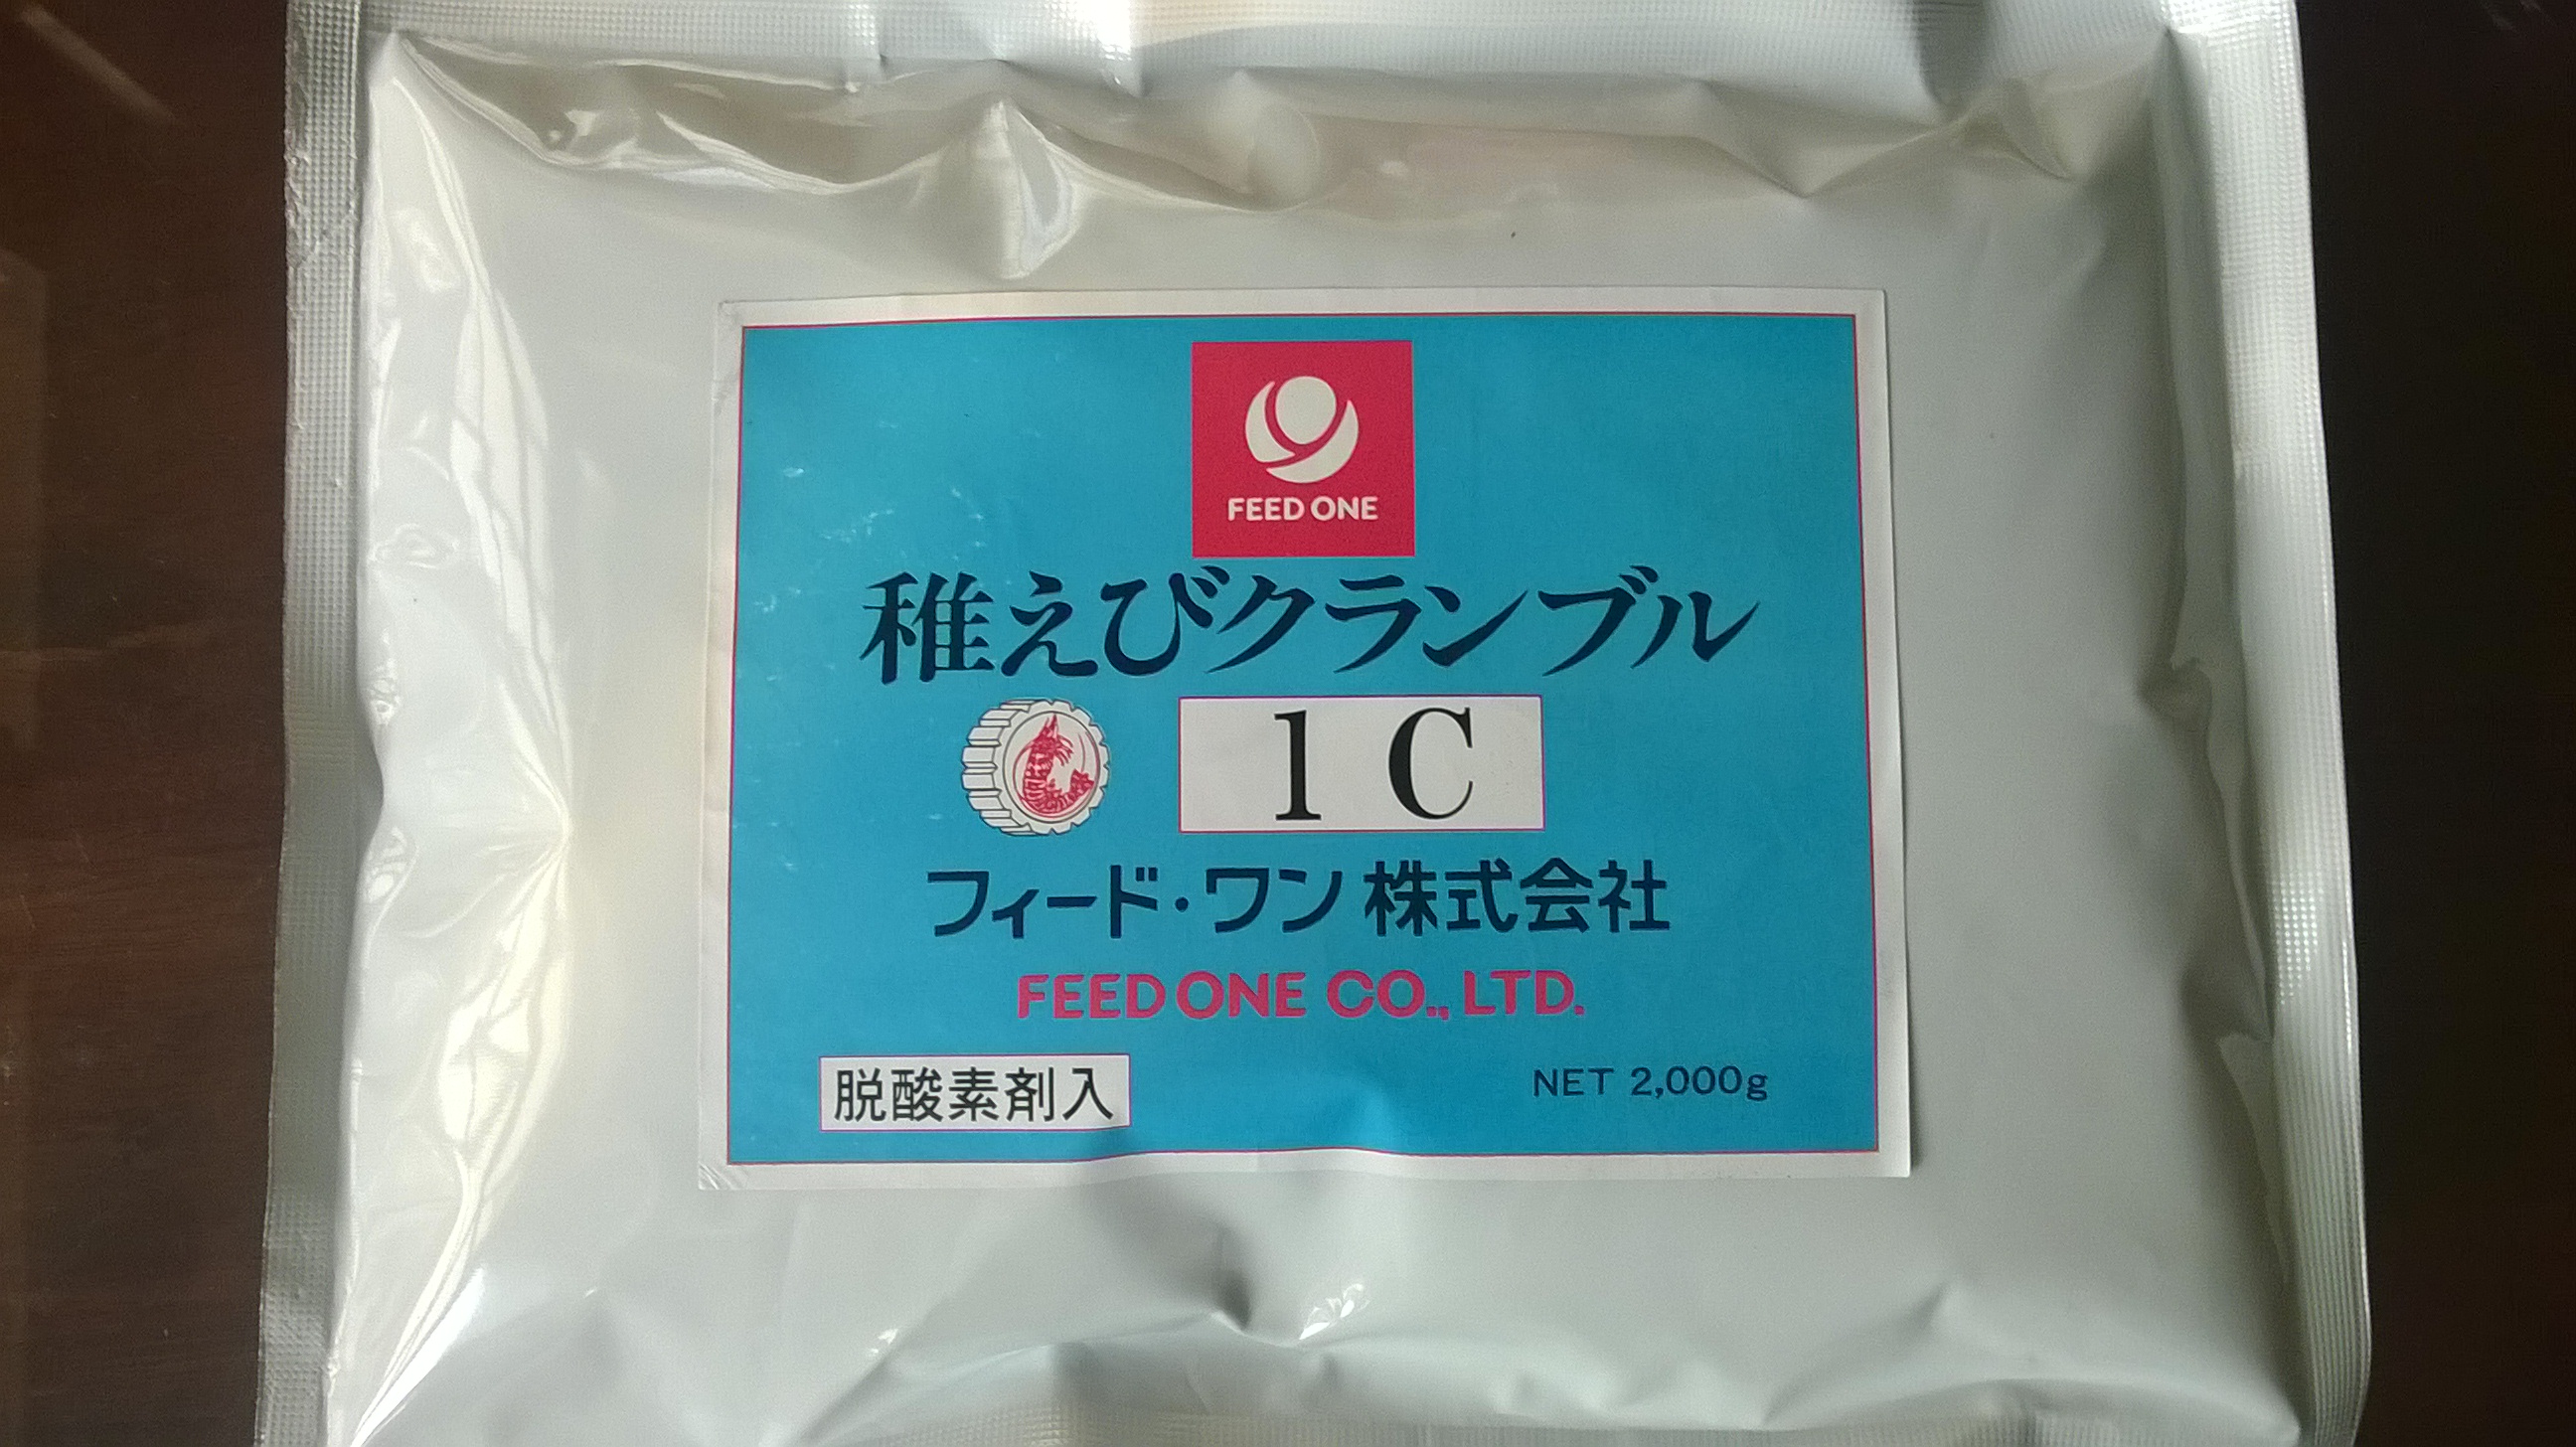 FEED ONE
稚えびクランブル
1 C
フィード・ワン 株式会社
FEED ONE CO., LTD.
脱酸素剤入
NET 2,000g